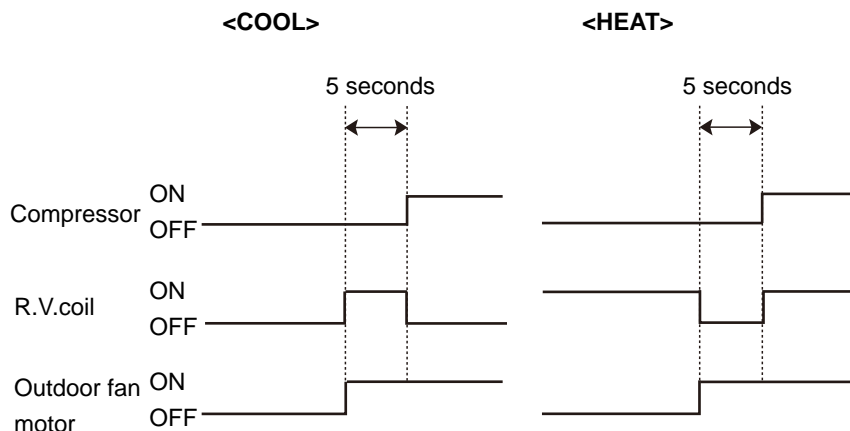 <COOL> <HEAT>
5 seconds 5 seconds
Compressor ON
OFF
R.V.coil ON
OFF
Outdoor fan motor ON
OFF